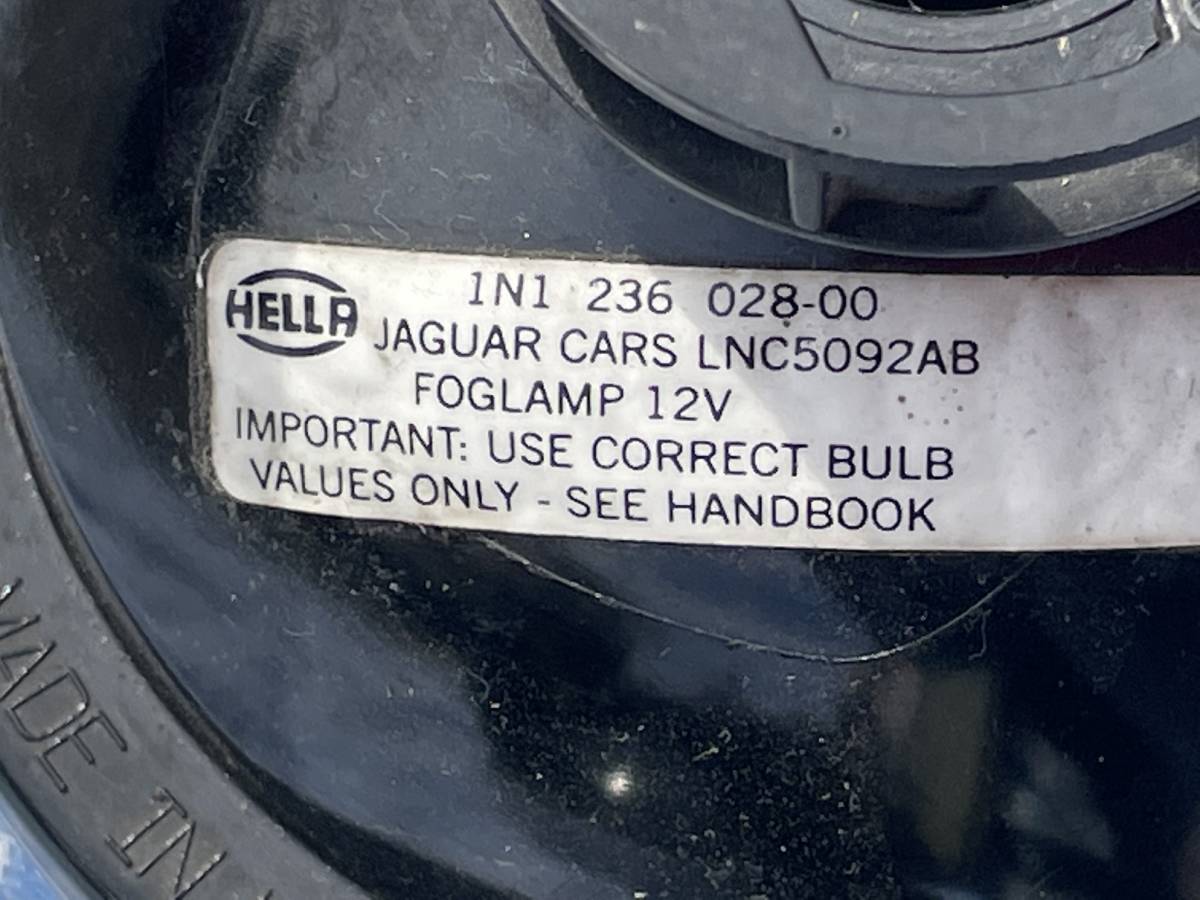 HELLA
1N1 236 028-00
JAGUAR CARS LNC5092AB
FOGLAMP 12V
IMPORTANT: USE CORRECT BULB
VALUES ONLY - SEE HANDBOOK
MADE IN